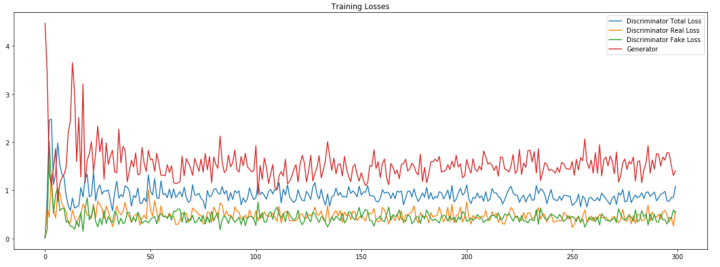 Training Losses
Discriminator Total Loss
Discriminator Real Loss
Discriminator Fake Loss
Generator
4
3
2
1
0
0 50 100 150 200 250 300